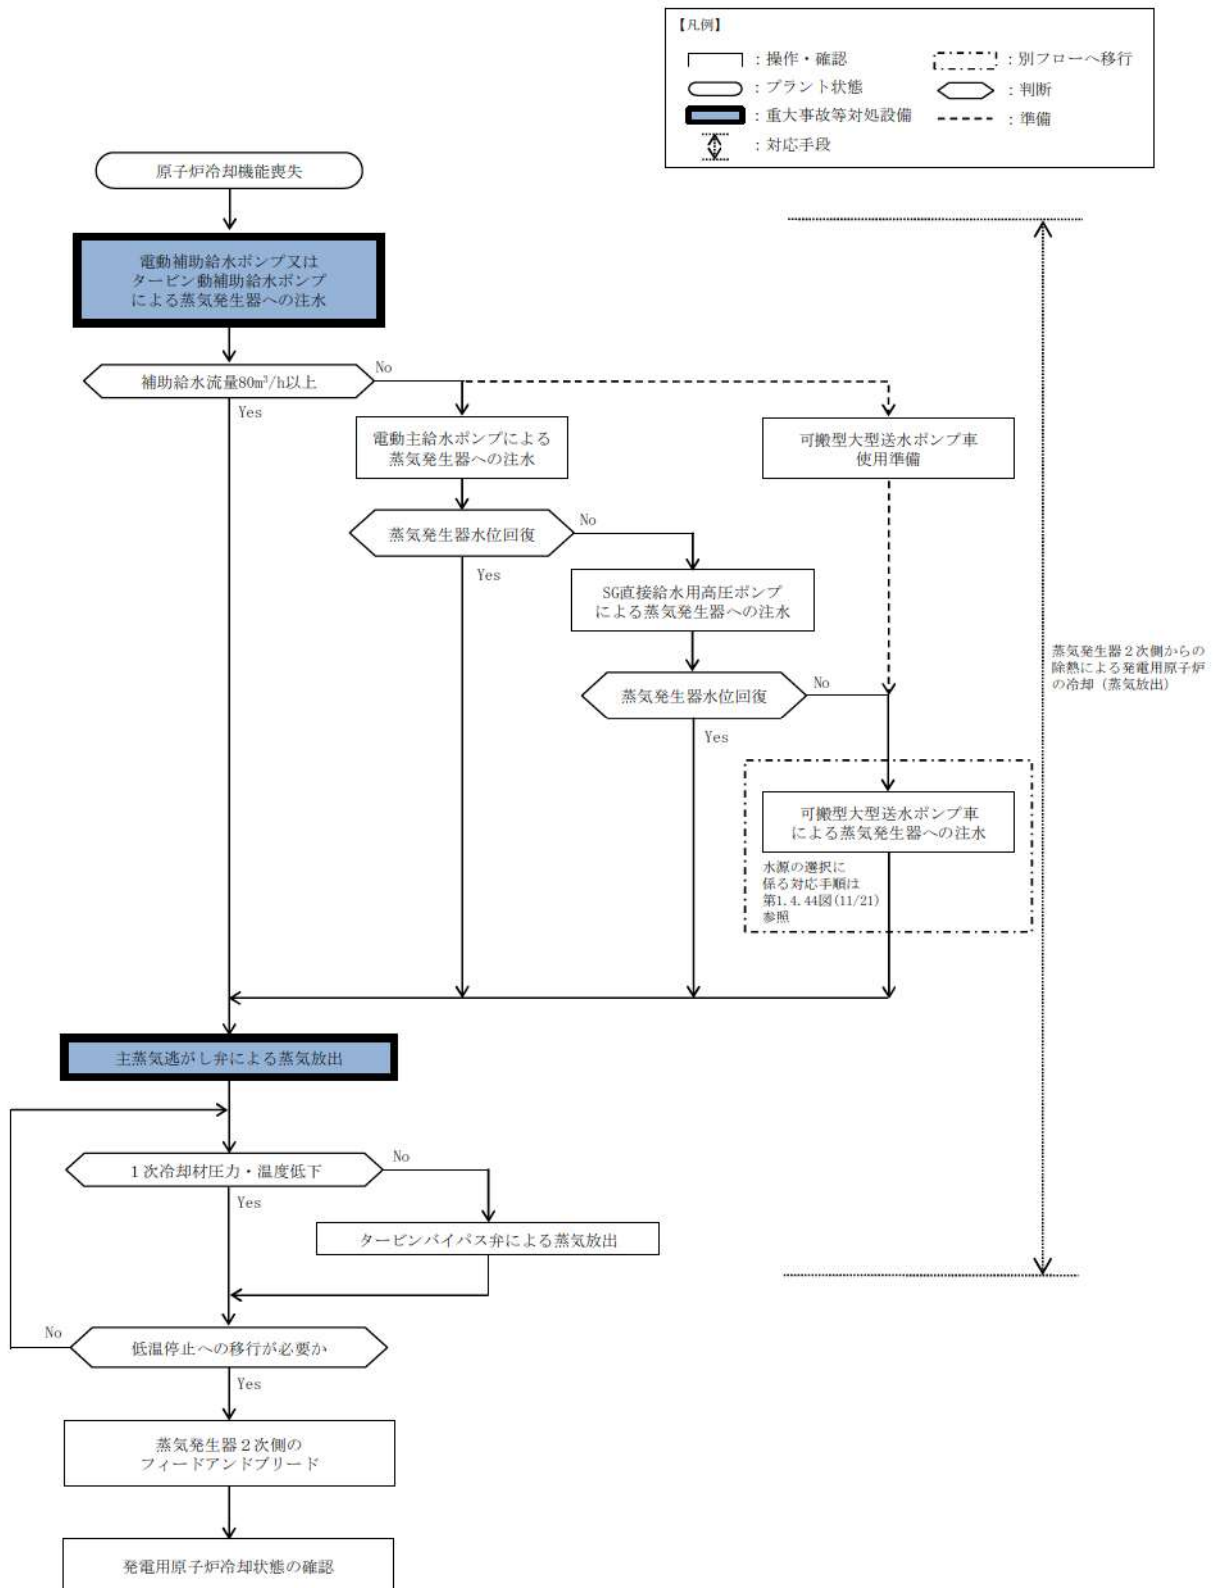 【凡例】
：操作・確認
：別フローへ移行
：プラント状態
：判断
：重大事故等対処設備
：準備
：対応手段
原子炉冷却機能喪失
電動補助給水ポンプ又は
タービン動補助給水ポンプ
による蒸気発生器への注水
補助給水流量80m³/h以上
No
Yes
電動主給水ポンプによる
蒸気発生器への注水
可搬型大型送水ポンプ車
使用準備
蒸気発生器水位回復
No
Yes
SG直接給水用高圧ポンプ
による蒸気発生器への注水
蒸気発生器２次側からの
除熱による発電用原子炉
の冷却（蒸気放出）
蒸気発生器水位回復
No
Yes
可搬型大型送水ポンプ車
による蒸気発生器への注水
水源の選択に
係る対応手順は
第1.4.44図(11/21)
参照
主蒸気逃がし弁による蒸気放出
１次冷却材圧力・温度低下
No
Yes
タービンバイパス弁による蒸気放出
低温停止への移行が必要か
No
Yes
蒸気発生器２次側の
フィードアンドブリード
発電用原子炉冷却状態の確認